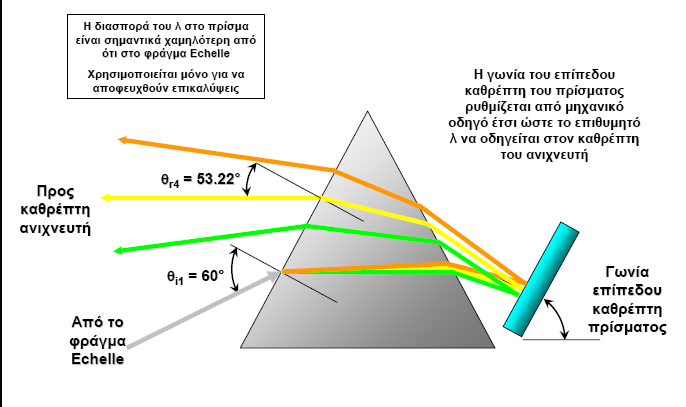 Η διασπορά του λ στο πρίσμα
είναι σημαντικά χαμηλότερη από
ότι στο φράγμα Echelle
Χρησιμοποιείται μόνο για να
αποφευχθούν επικαλύψεις
Η γωνία του επίπεδου
καθρέπτη του πρίσματος
ρυθμίζεται από μηχανικό
οδηγό έτσι ώστε το επιθυμητό
λ να οδηγείται στον καθρέπτη
του ανιχνευτή
θr4 = 53.22°
Προς
καθρέπτη
ανιχνευτή
θi1 = 60°
Από το
φράγμα
Echelle
Γωνία
επίπεδου
καθρέπτη
πρίσματος